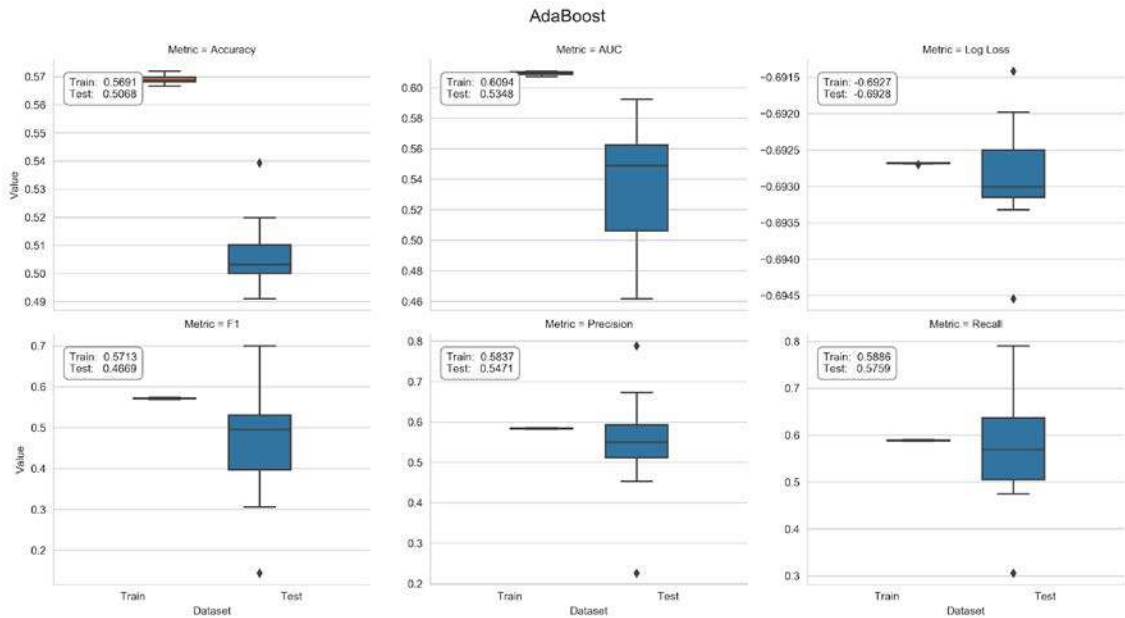 AdaBoost
Metric = Accuracy
Value
0.57
0.56
0.55
0.54
0.53
0.52
0.51
0.50
0.49
Train: 0.5691
Test: 0.5068
Metric = AUC
0.60
0.58
0.56
0.54
0.52
0.50
0.48
0.46
Train: 0.6094
Test: 0.5348
Metric = Log Loss
−0.6915
−0.6920
−0.6925
−0.6930
−0.6935
−0.6940
−0.6945
Train: -0.6927
Test: -0.6928
Metric = F1
Value
0.7
0.6
0.5
0.4
0.3
0.2
Train: 0.5713
Test: 0.4669
Train
Test
Dataset
Metric = Precision
0.8
0.7
0.6
0.5
0.4
0.3
0.2
Train: 0.5837
Test: 0.5471
Train
Test
Dataset
Metric = Recall
0.8
0.7
0.6
0.5
0.4
0.3
Train: 0.5886
Test: 0.5759
Train
Test
Dataset